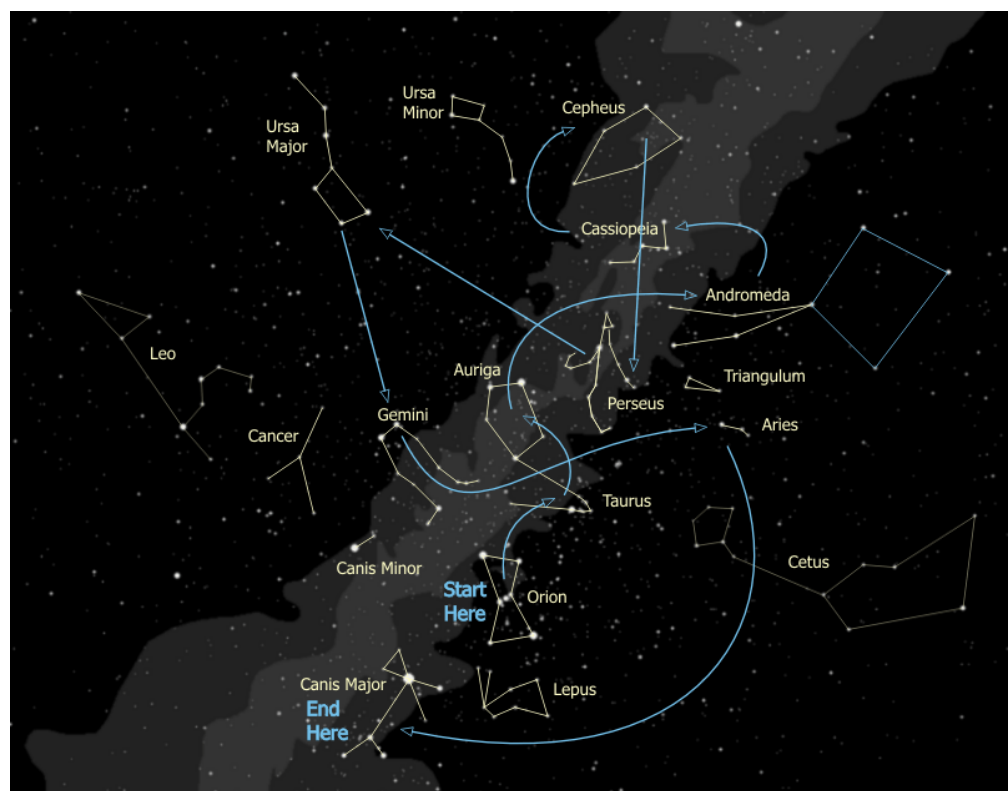 Ursa
Minor
Cepheus
Ursa
Major
Cassiopeia
Andromeda
Leo
Auriga
Triangulum
Perseus
Gemini
Aries
Cancer
Taurus
Cetus
Canis Minor
Start
Here
Orion
Canis Major
Lepus
End
Here